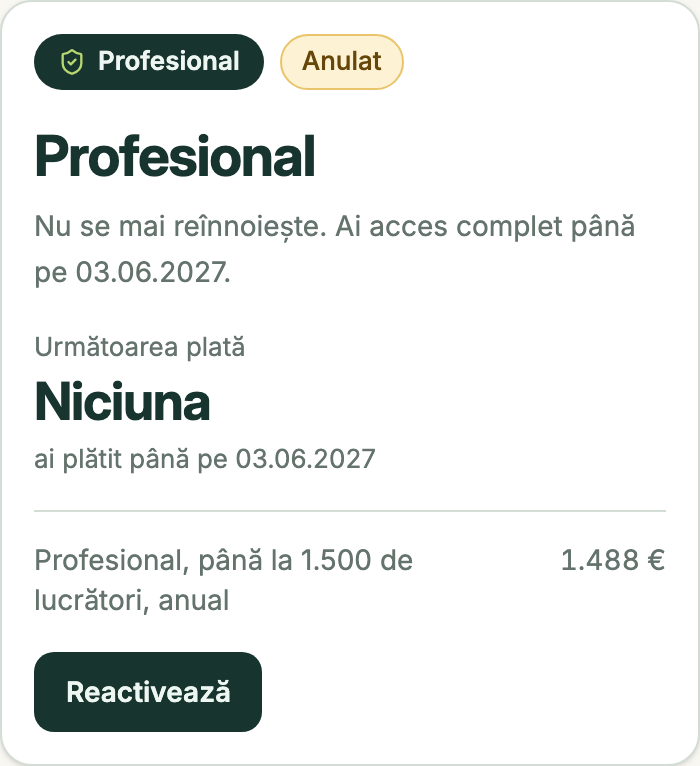 Profesional
Anulat
Profesional
Nu se mai reînnoiește. Ai acces complet până
pe 03.06.2027.
Următoarea plată
Niciuna
ai plătit până pe 03.06.2027
Profesional, până la 1.500 de
lucrători, anual
1.488 €
Reactivează